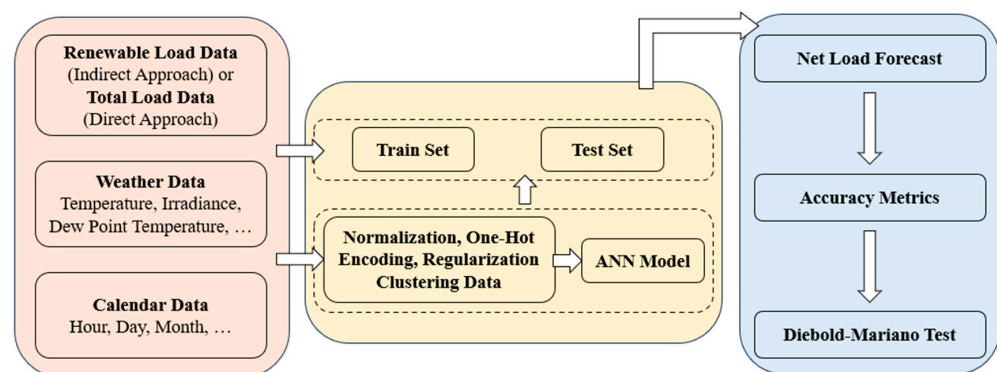 Renewable Load Data
(Indirect Approach) or
Total Load Data
(Direct Approach)
Weather Data
Temperature, Irradiance,
Dew Point Temperature, …
Calendar Data
Hour, Day, Month, …
Train Set
Test Set
Normalization, One-Hot
Encoding, Regularization
Clustering Data
ANN Model
Net Load Forecast
Accuracy Metrics
Diebold-Mariano Test